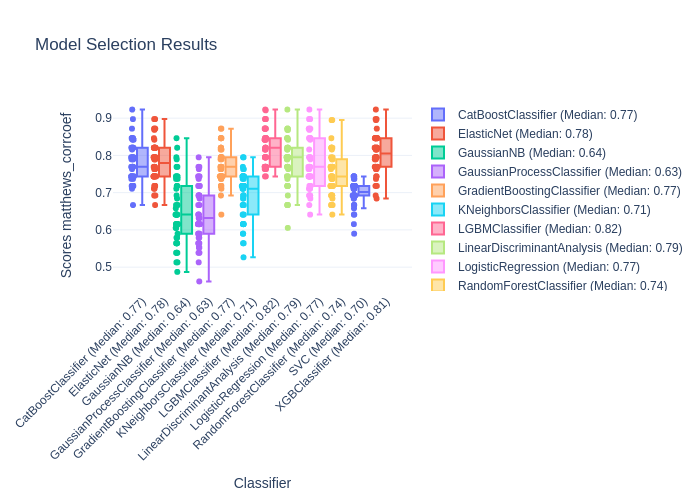 Model Selection Results
Scores matthews_corrcoef
0.9
0.8
0.7
0.6
0.5
CatBoostClassifier (Median: 0.77)
ElasticNet (Median: 0.78)
GaussianNB (Median: 0.64)
GaussianProcessClassifier (Median: 0.63)
GradientBoostingClassifier (Median: 0.77)
KNeighborsClassifier (Median: 0.71)
LGBMClassifier (Median: 0.82)
LinearDiscriminantAnalysis (Median: 0.79)
LogisticRegression (Median: 0.77)
RandomForestClassifier (Median: 0.74)
SVC (Median: 0.70)
XGBClassifier (Median: 0.81)
Classifier
CatBoostClassifier (Median: 0.77)
ElasticNet (Median: 0.78)
GaussianNB (Median: 0.64)
GaussianProcessClassifier (Median: 0.63)
GradientBoostingClassifier (Median: 0.77)
KNeighborsClassifier (Median: 0.71)
LGBMClassifier (Median: 0.82)
LinearDiscriminantAnalysis (Median: 0.79)
LogisticRegression (Median: 0.77)
RandomForestClassifier (Median: 0.74)